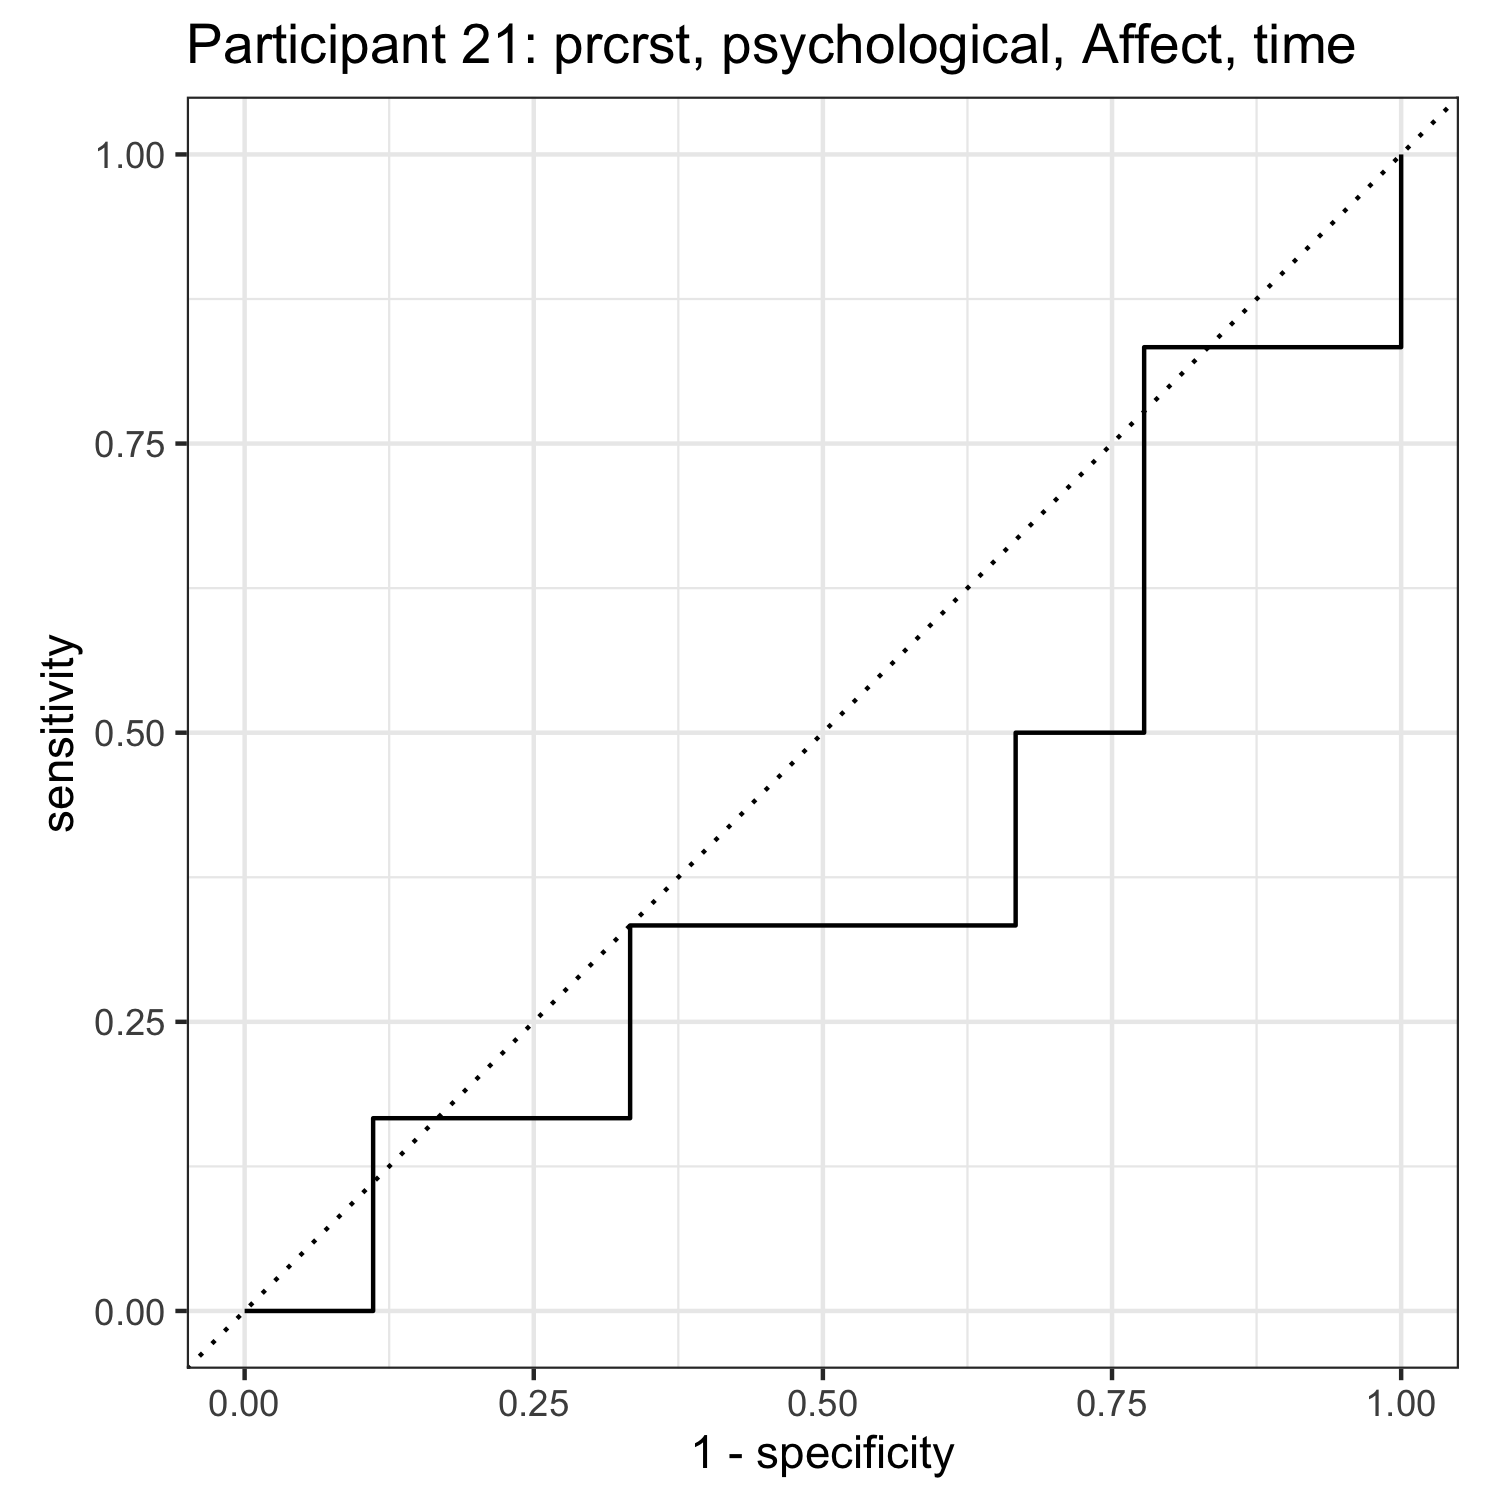 Participant 21: prcrst, psychological, Affect, time
1.00
0.75
0.50
0.25
0.00
sensitivity
0.00 0.25 0.50 0.75 1.00
1 - specificity